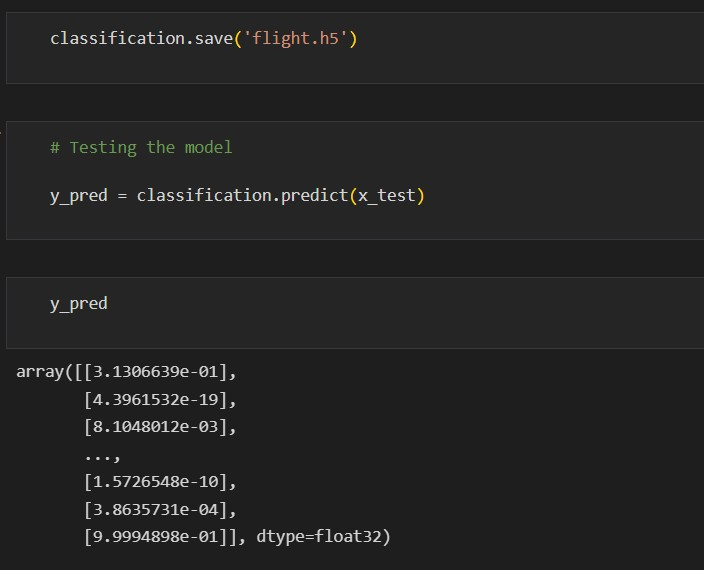 classification.save('flight.h5')
# Testing the model
y_pred = classification.predict(x_test)
y_pred
array([[3.1306639e-01],
[4.3961532e-19],
[8.1048012e-03],
...,
[1.5726548e-10],
[3.8635731e-04],
[9.9994898e-01]], dtype=float32)